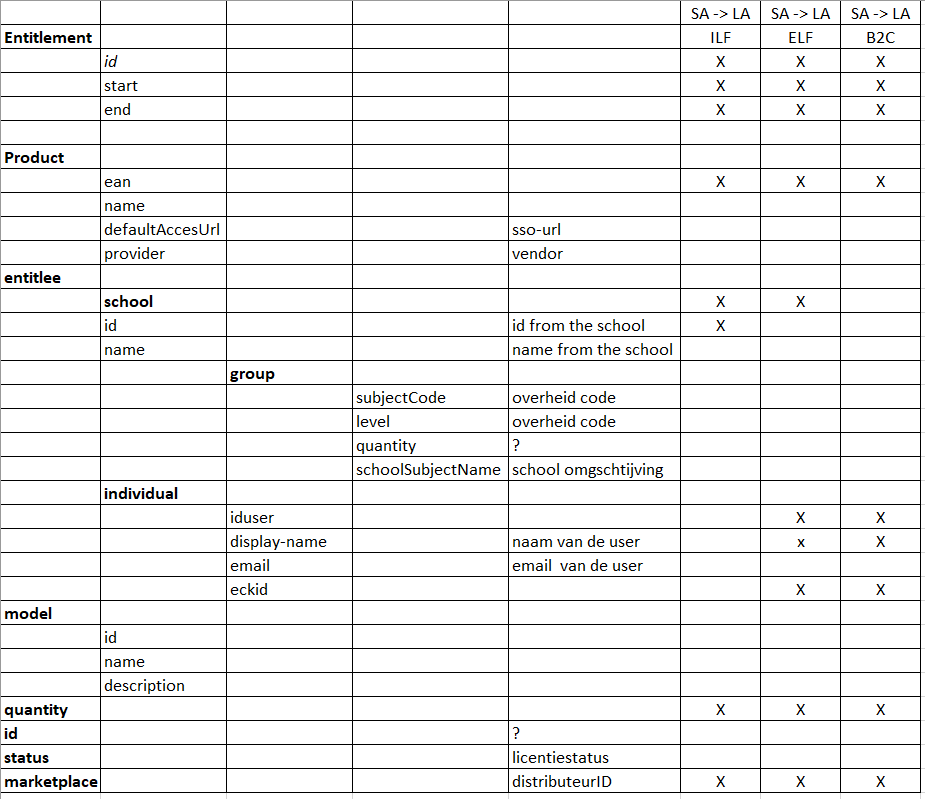 SA -> LA SA -> LA SA -> LA
Entitlement ILF ELF B2C
id X X X
start X X X
end X X X
Product
ean X X X
name
defaultAccesUrl sso-url
provider vendor
entitlee
school X X
id id from the school X
name name from the school
group
subjectCode overheid code
level overheid code
quantity ?
schoolSubjectName school omgschtijving
individual
iduser X X
display-name naam van de user x X
email email van de user
eckid X X
model
id
name
description
quantity X X X
id ?
status licentiestatus
marketplace distributeurID X X X